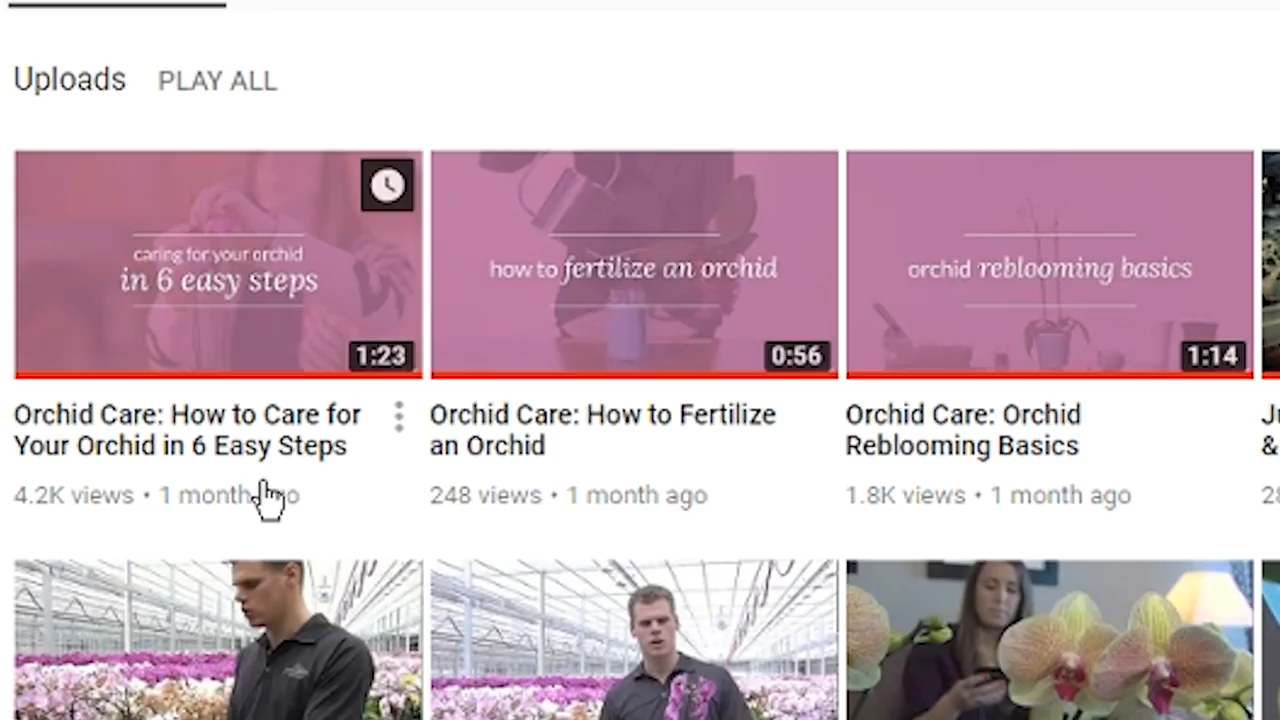 Uploads PLAY ALL
caring for your orchid
in 6 easy steps
1:23
how to fertilize an orchid
0:56
orchid reblooming basics
1:14
Orchid Care: How to Care for
Your Orchid in 6 Easy Steps
4.2K views • 1 month
Orchid Care: How to Fertilize
an Orchid
248 views • 1 month ago
Orchid Care: Orchid
Reblooming Basics
1.8K views • 1 month ago
&